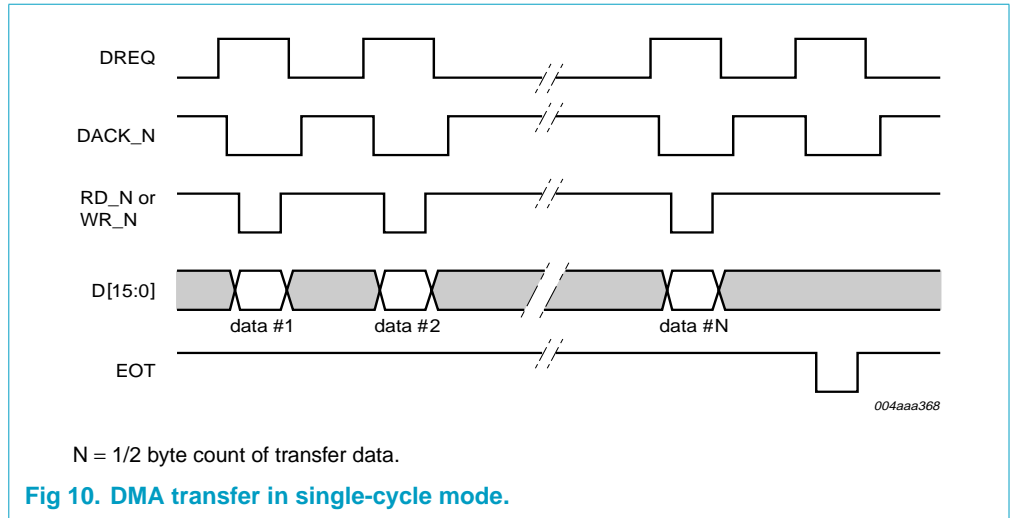 DREQ
DACK_N
RD_N or
WR_N
D[15:0]
data #1
data #2
data #N
EOT
004aaa368
N = 1/2 byte count of transfer data.
Fig 10. DMA transfer in single-cycle mode.